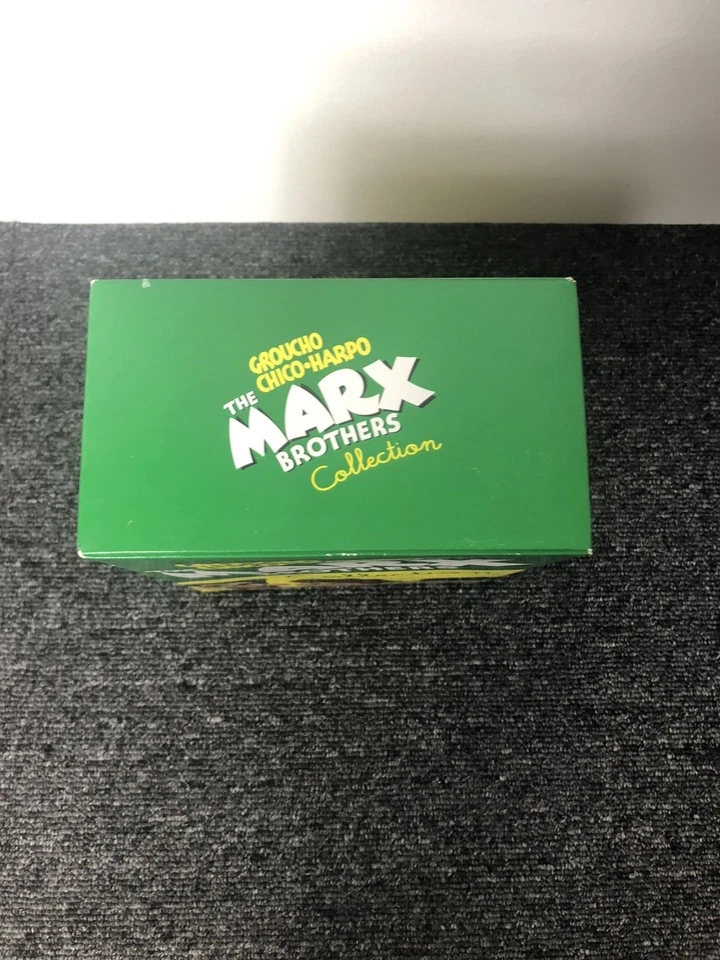 GROUCHO
CHICO-HARPO
THE
MARX
BROTHERS
Collection